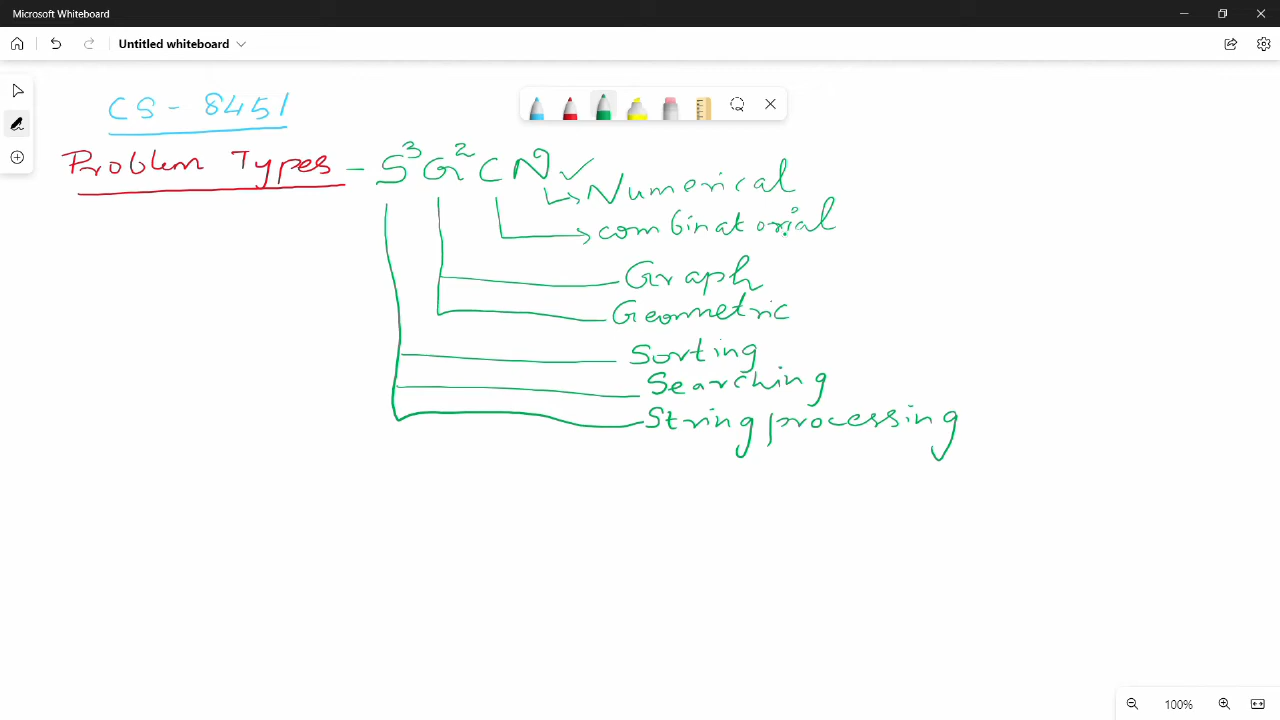 Microsoft Whiteboard
Untitled whiteboard
CS - 8451
Problem Types - S³G²CN
Numerical
combinatorial
Graph
Geometric
Sorting
Searching
String processing
100%